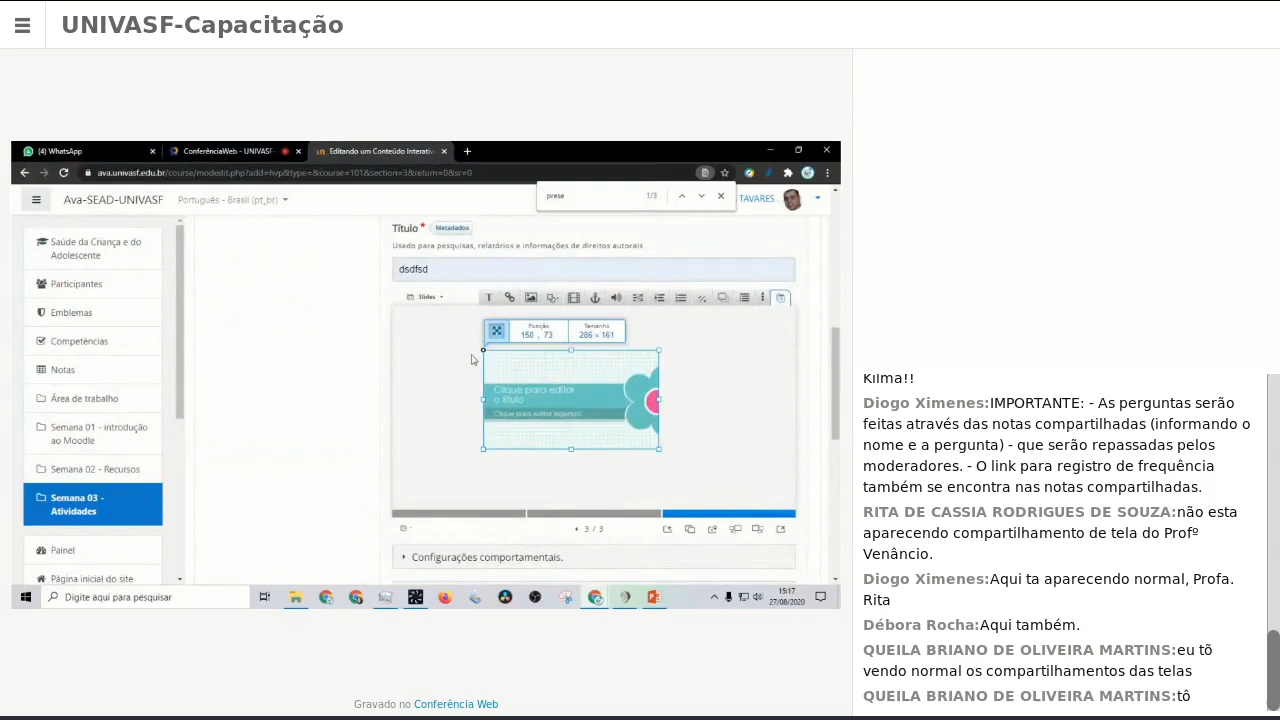 UNIVASF-Capacitação
(4) WhatsApp
ConferênciaWeb - UNIVASF
Editando um Conteúdo Interativ
ava.univasf.edu.br/course/modedit.php?add=hvp&type=&course=101&section=3&return=0&sr=0
Ava-SEAD-UNIVASF
Português - Brasil (pt_br)
prese
1/3
TAVARES .
Saúde da Criança e do
Adolescente
Participantes
Emblemas
Competências
Notas
Área de trabalho
Semana 01 - introdução
ao Moodle
Semana 02 - Recursos
Semana 03 -
Atividades
Painel
Página inicial do site
Título *
Metadados
Usado para pesquisas, relatórios e informações de direitos autorais
dsdfsd
Slides
Posição
150 , 73
Tamanho
286 × 161
Clique para editar
o título
Clique para editar legenda
3 / 3
Configurações comportamentais.
Digite aqui para pesquisar
15:17
27/08/2020
Gravado no Conferência Web
Kilma!!
Diogo Ximenes:IMPORTANTE: - As perguntas serão
feitas através das notas compartilhadas (informando o
nome e a pergunta) - que serão repassadas pelos
moderadores. - O link para registro de frequência
também se encontra nas notas compartilhadas.
RITA DE CASSIA RODRIGUES DE SOUZA:não esta
aparecendo compartilhamento de tela do Profº
Venâncio.
Diogo Ximenes:Aqui ta aparecendo normal, Profa.
Rita
Débora Rocha:Aqui também.
QUEILA BRIANO DE OLIVEIRA MARTINS:eu tõ
vendo normal os compartilhamentos das telas
QUEILA BRIANO DE OLIVEIRA MARTINS:tô